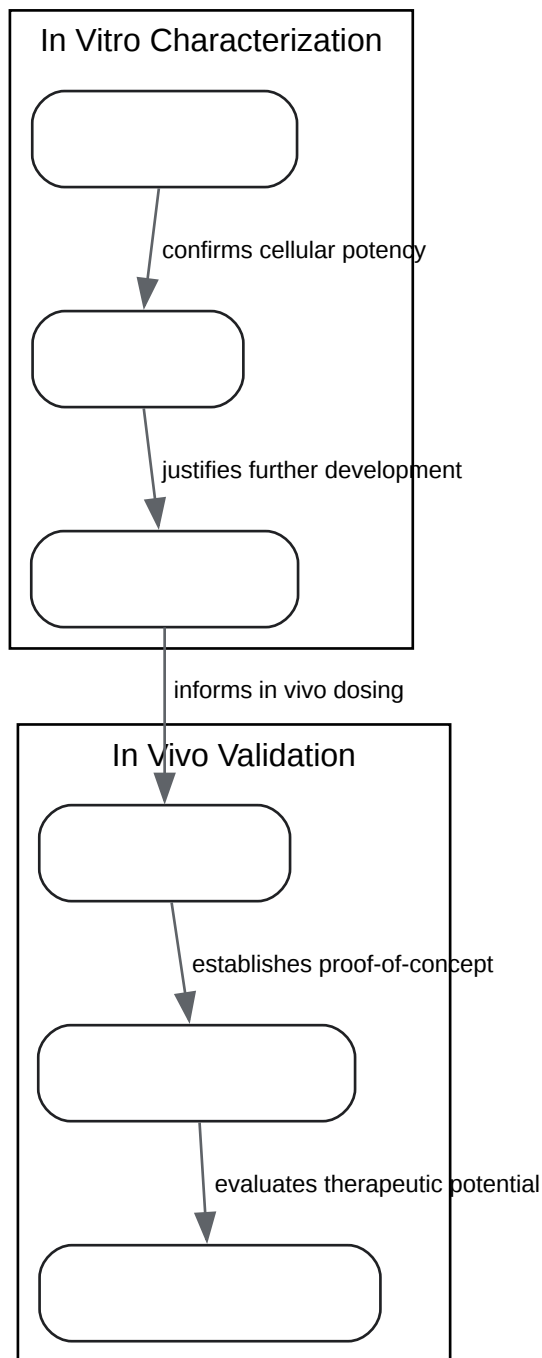 In Vitro Characterization
confirms cellular potency
justifies further development
informs in vivo dosing
In Vivo Validation
establishes proof-of-concept
evaluates therapeutic potential